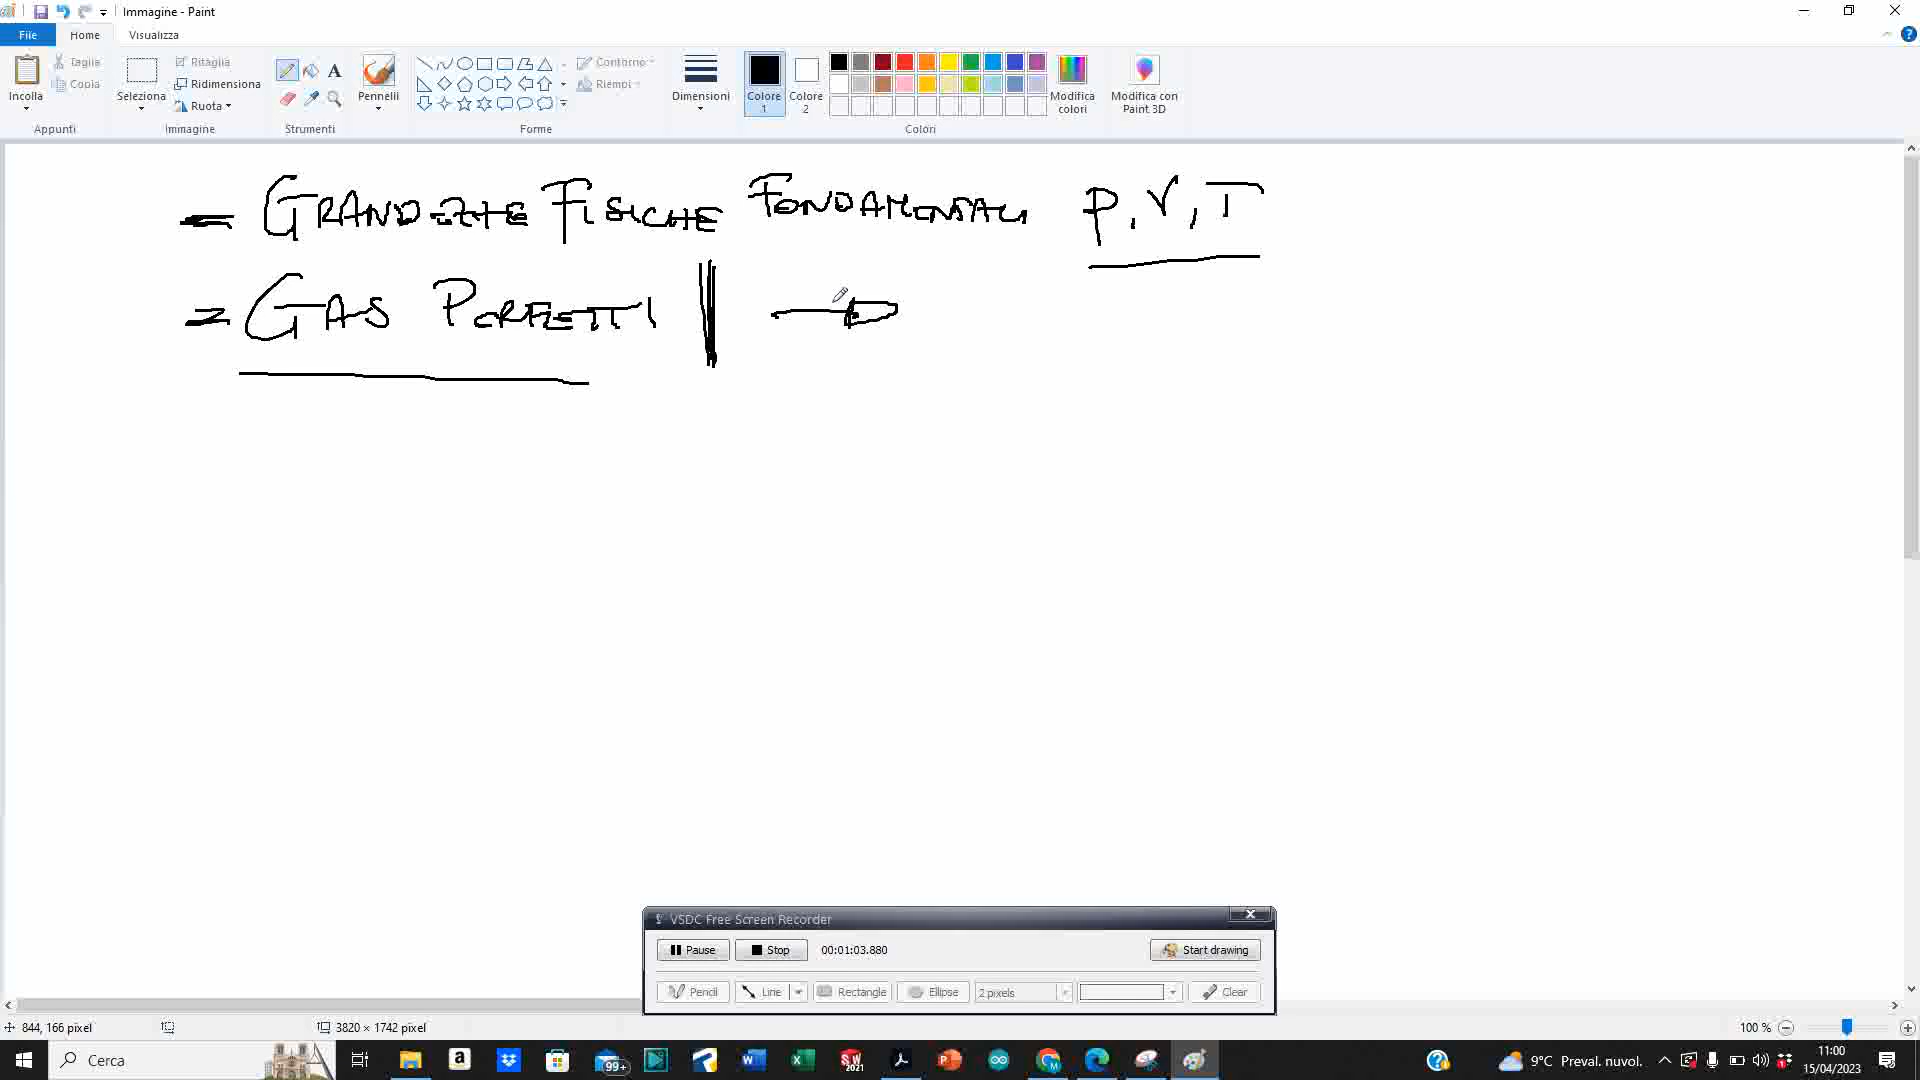 Immagine - Paint
File Home Visualizza
Incolla
Taglia
Copia
Appunti
Seleziona
Ritaglia
Ridimensiona
Ruota
Immagine
A
Strumenti
Pennelli
Contorno
Riempi
Forme
Dimensioni
Colore 1
Colore 2
Modifica colori
Colori
Modifica con Paint 3D
- GRANDEZZE FISICHE FONDAMENTALI P, V, T
= GAS PERFETTI
VSDC Free Screen Recorder
Pause Stop 00:01:03.880 Start drawing
Pencil Line Rectangle Ellipse 2 pixels Clear
844, 166 pixel 3820 × 1742 pixel 100 %
Cerca 99+ SW 2021 9°C Preval. nuvol. 11:00
15/04/2023